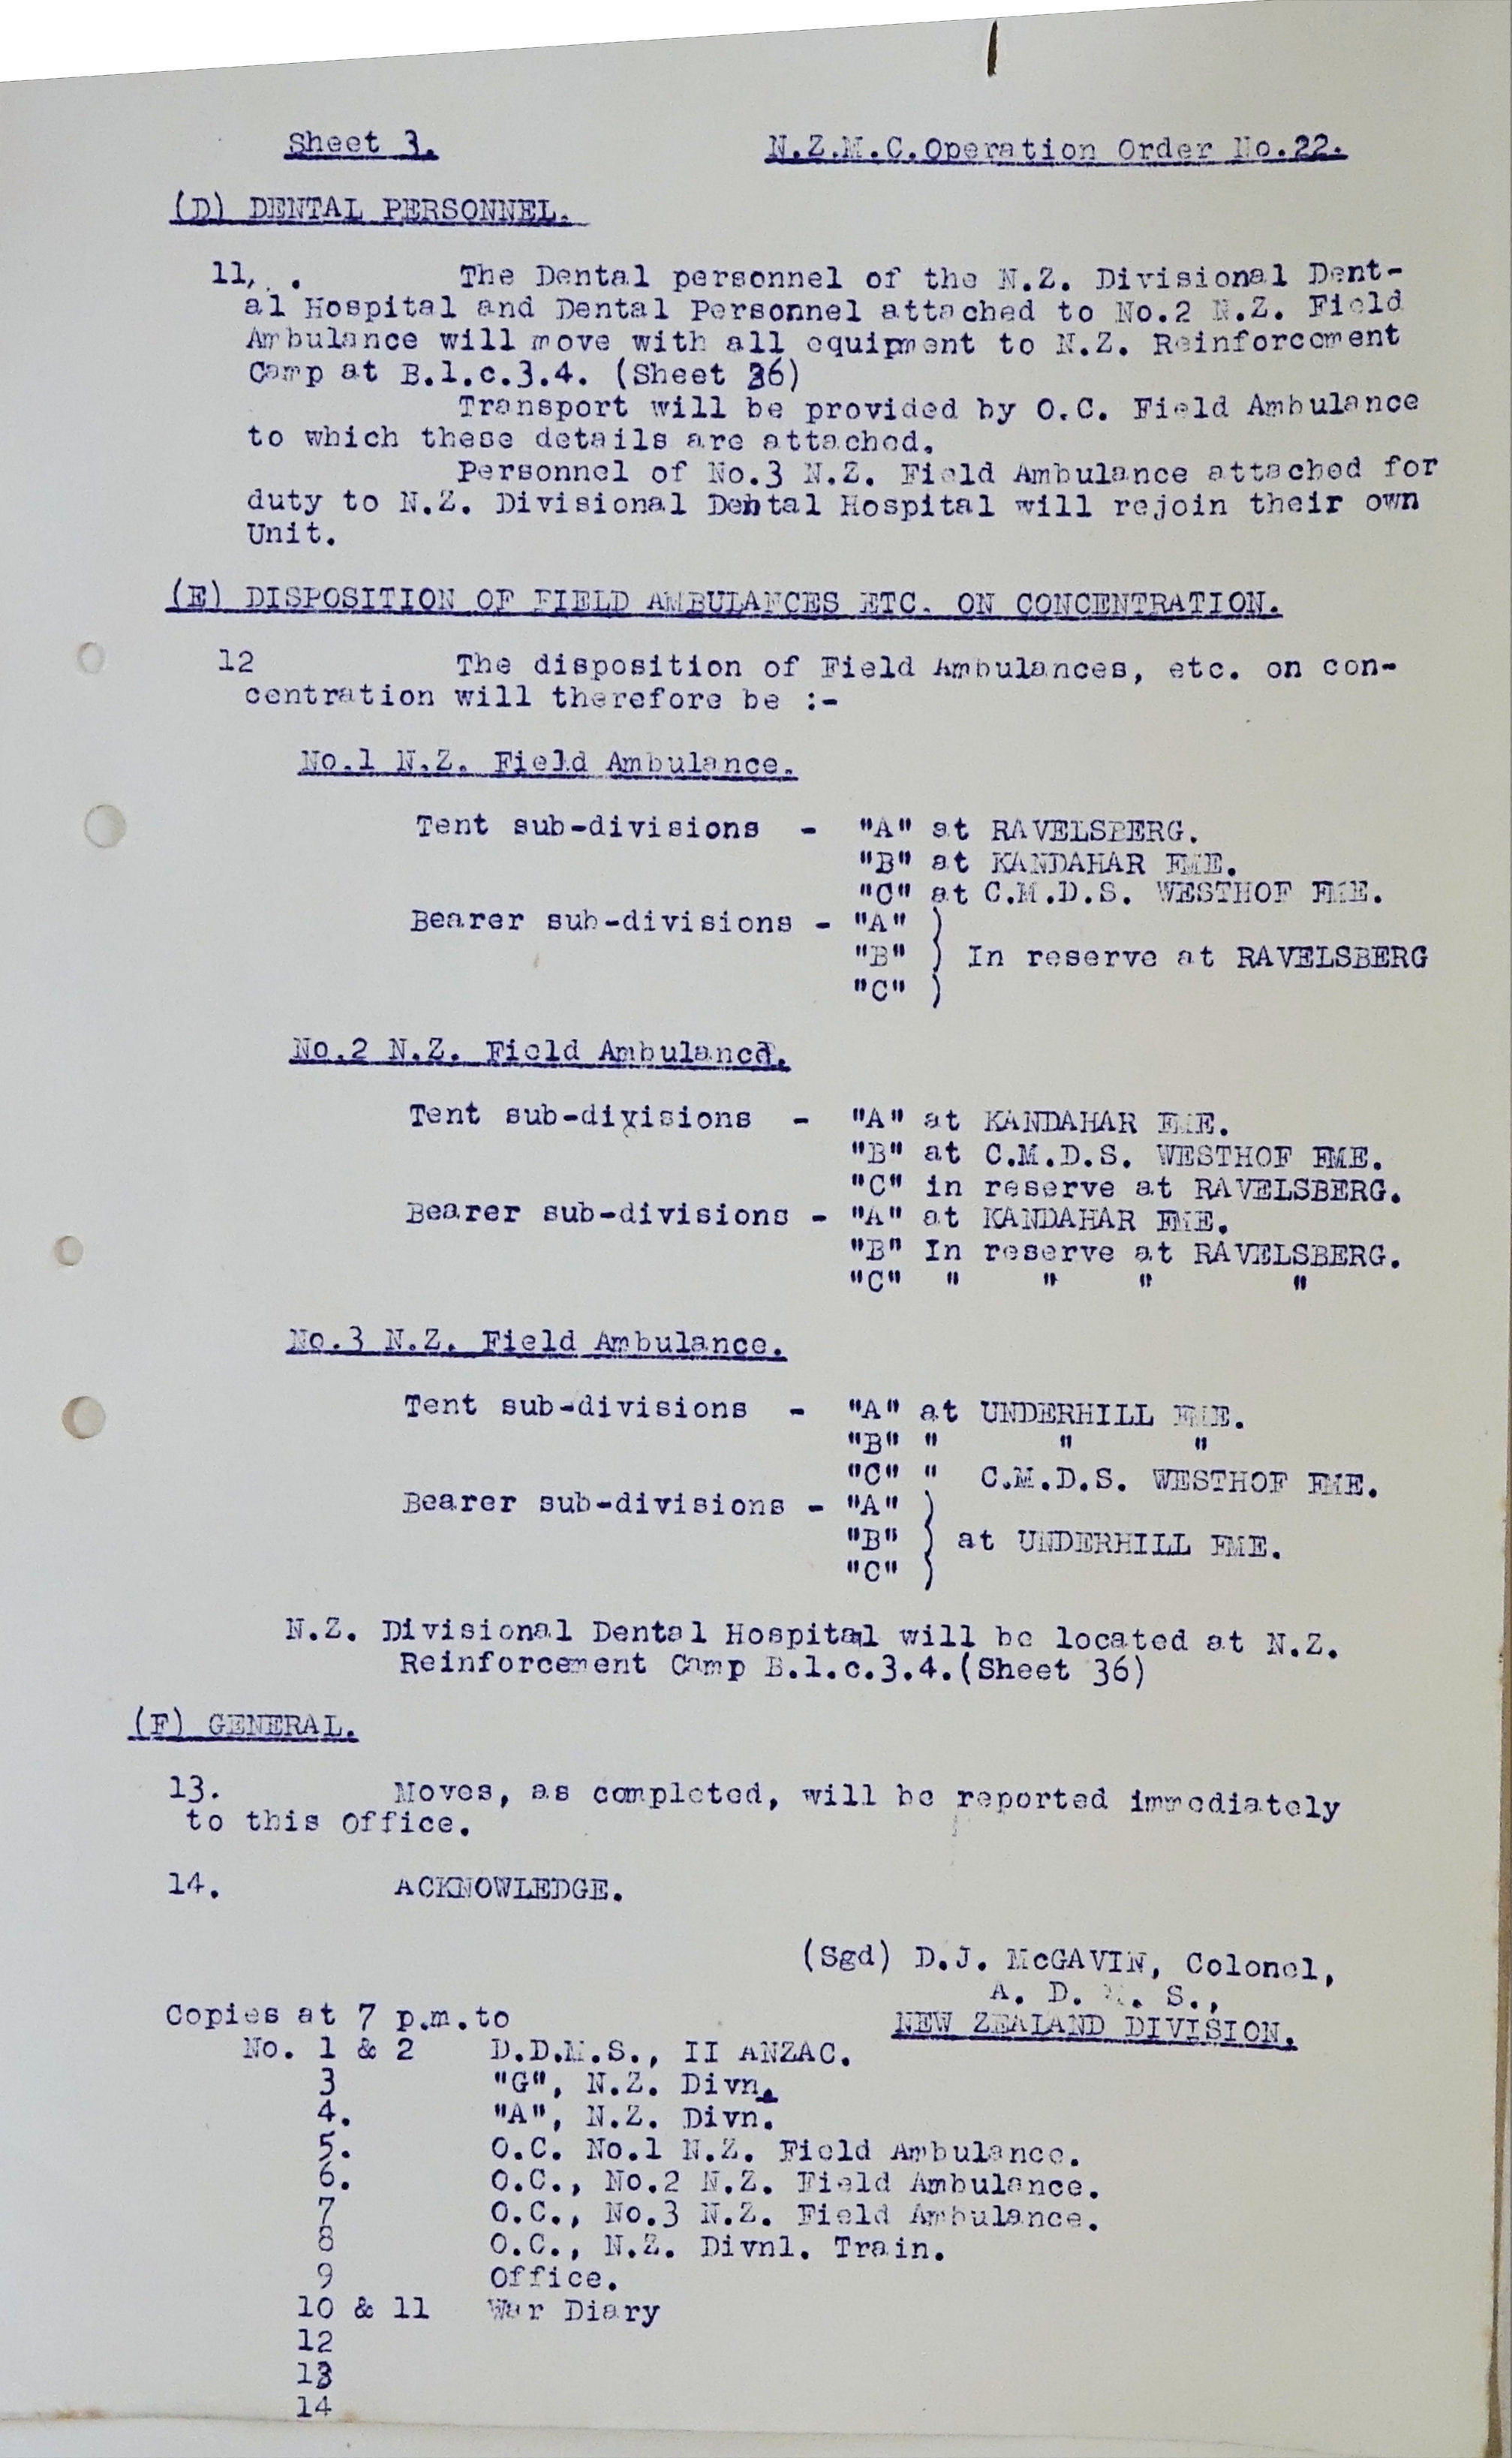 Sheet 3.
N.Z.M.C.Operation Order No.22.
(D) DENTAL PERSONNEL.
11, . The Dental personnel of the N.Z. Divisional Dent-
al Hospital and Dental Personnel attached to No.2 N.Z. Field
Ambulance will move with all equipment to N.Z. Reinforcement
Camp at B.1.c.3.4. (Sheet 36)
Transport will be provided by O.C. Field Ambulance
to which these details are attached.
Personnel of No.3 N.Z. Field Ambulance attached for
duty to N.Z. Divisional Dental Hospital will rejoin their own
Unit.
(E) DISPOSITION OF FIELD AMBULANCES ETC. ON CONCENTRATION.
12 The disposition of Field Ambulances, etc. on con-
centration will therefore be :-
No.1 N.Z. Field Ambulance.
Tent sub-divisions - "A" at RAVELSBERG.
"B" at KANDAHAR FME.
"C" at C.M.D.S. WESTHOF FME.
Bearer sub-divisions - "A" )
"B" ) In reserve at RAVELSBERG
"C" )
No.2 N.Z. Field Ambulance.
Tent sub-divisions - "A" at KANDAHAR FME.
"B" at C.M.D.S. WESTHOF FME.
"C" in reserve at RAVELSBERG.
Bearer sub-divisions - "A" at KANDAHAR FME.
"B" In reserve at RAVELSBERG.
"C" " " " "
No.3 N.Z. Field Ambulance.
Tent sub-divisions - "A" at UNDERHILL FME.
"B" " " "
"C" " C.M.D.S. WESTHOF FME.
Bearer sub-divisions - "A" )
"B" ) at UNDERHILL FME.
"C" )
N.Z. Divisional Dental Hospital will be located at N.Z.
Reinforcement Camp B.1.c.3.4.(Sheet 36)
(F) GENERAL.
13. Moves, as completed, will be reported immediately
to this Office.
14. ACKNOWLEDGE.
(Sgd) D.J. McGAVIN, Colonel,
A. D. M. S.,
NEW ZEALAND DIVISION.
Copies at 7 p.m.to
No. 1 & 2 D.D.M.S., II ANZAC.
3 "G", N.Z. Divn.
4. "A", N.Z. Divn.
5. O.C. No.1 N.Z. Field Ambulance.
6. O.C., No.2 N.Z. Field Ambulance.
7 O.C., No.3 N.Z. Field Ambulance.
8 O.C., N.Z. Divnl. Train.
9 Office.
10 & 11 War Diary
12
13
14